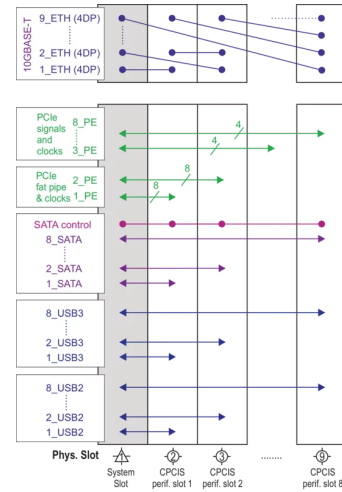 10GBASE-T
9_ETH (4DP)
2_ETH (4DP)
1_ETH (4DP)
PCIe
signals
and
clocks
8_PE
3_PE
4
4
PCIe
fat pipe
& clocks
2_PE
1_PE
8
8
SATA control
8_SATA
2_SATA
1_SATA
8_USB3
2_USB3
1_USB3
8_USB2
2_USB2
1_USB2
Phys. Slot
1
2
3
........
9
System
Slot
CPCIS
perif. slot 1
CPCIS
perif. slot 2
CPCIS
perif. slot 8